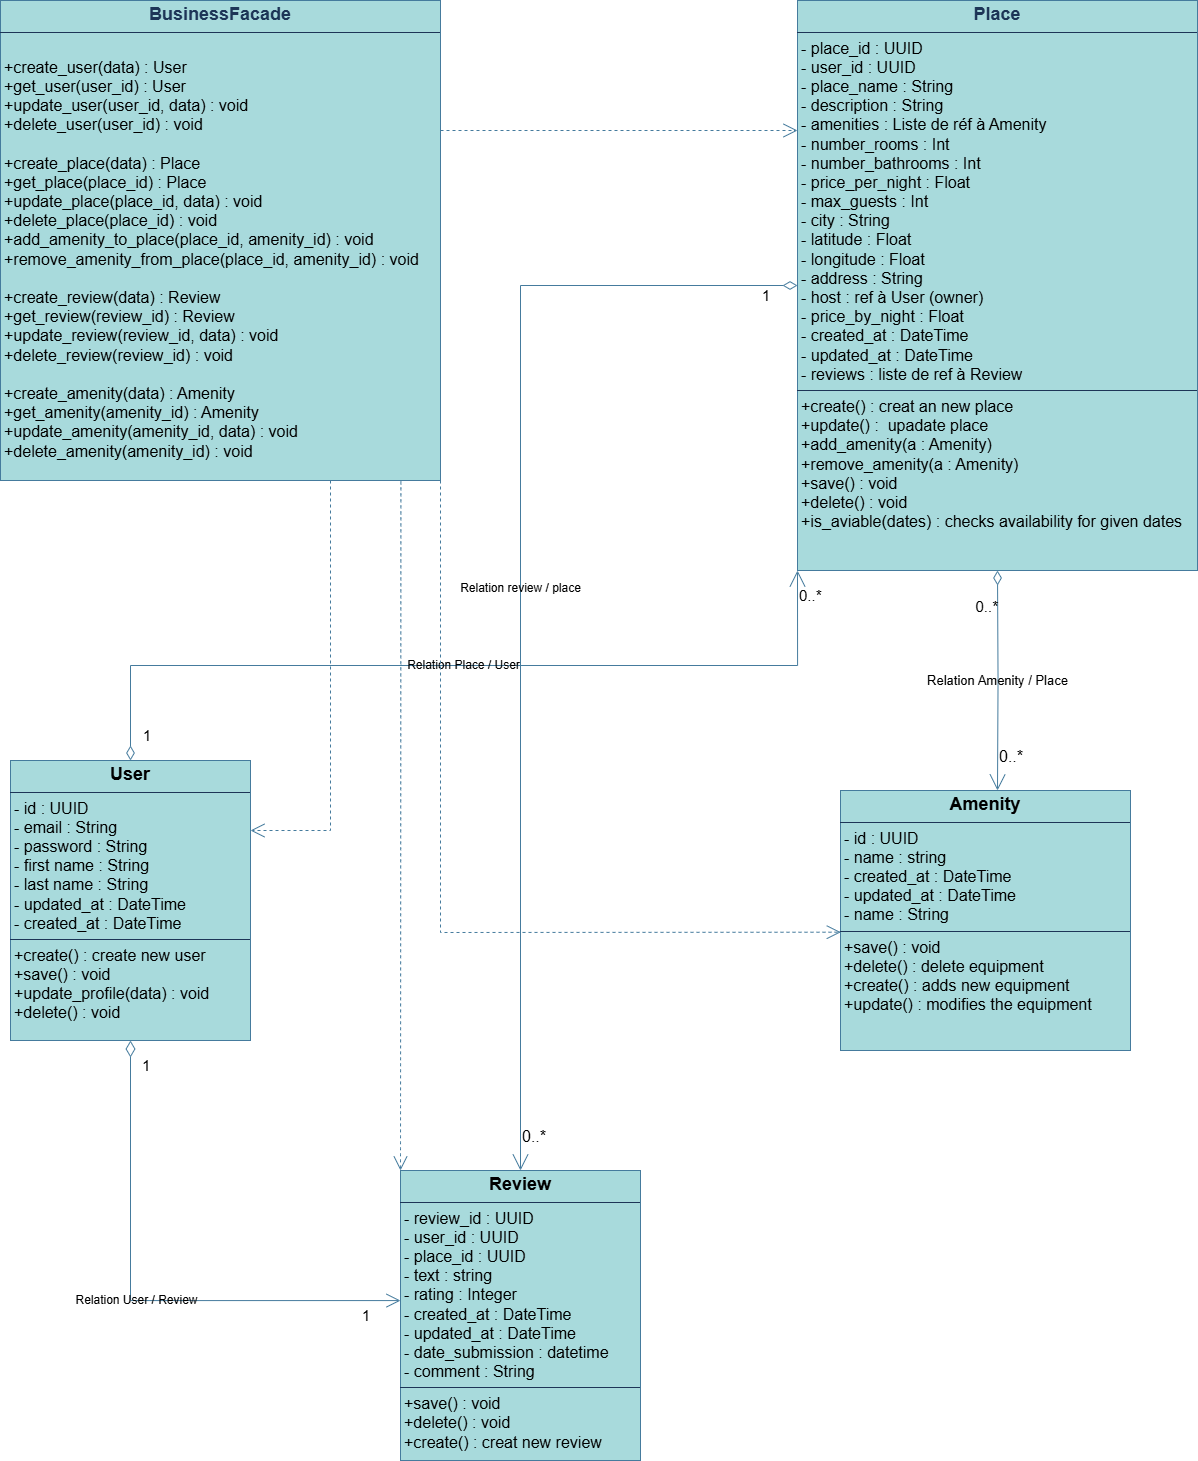 BusinessFacade
+create_user(data) : User
+get_user(user_id) : User
+update_user(user_id, data) : void
+delete_user(user_id) : void
+create_place(data) : Place
+get_place(place_id) : Place
+update_place(place_id, data) : void
+delete_place(place_id) : void
+add_amenity_to_place(place_id, amenity_id) : void
+remove_amenity_from_place(place_id, amenity_id) : void
+create_review(data) : Review
+get_review(review_id) : Review
+update_review(review_id, data) : void
+delete_review(review_id) : void
+create_amenity(data) : Amenity
+get_amenity(amenity_id) : Amenity
+update_amenity(amenity_id, data) : void
+delete_amenity(amenity_id) : void
Place
- place_id : UUID
- user_id : UUID
- place_name : String
- description : String
- amenities : Liste de réf à Amenity
- number_rooms : Int
- number_bathrooms : Int
- price_per_night : Float
- max_guests : Int
- city : String
- latitude : Float
- longitude : Float
- address : String
- host : ref à User (owner)
- price_by_night : Float
- created_at : DateTime
- updated_at : DateTime
- reviews : liste de ref à Review
+create() : creat an new place
+update() :  upadate place
+add_amenity(a : Amenity)
+remove_amenity(a : Amenity)
+save() : void
+delete() : void
+is_aviable(dates) : checks availability for given dates
1
Relation review / place
0..*
0..*
Relation Place / User
Relation Amenity / Place
1
0..*
User
- id : UUID
- email : String
- password : String
- first name : String
- last name : String
- updated_at : DateTime
- created_at : DateTime
+create() : create new user
+save() : void
+update_profile(data) : void
+delete() : void
Amenity
- id : UUID
- name : string
- created_at : DateTime
- updated_at : DateTime
- name : String
+save() : void
+delete() : delete equipment
+create() : adds new equipment
+update() : modifies the equipment
1
0..*
Relation User / Review
1
Review
- review_id : UUID
- user_id : UUID
- place_id : UUID
- text : string
- rating : Integer
- created_at : DateTime
- updated_at : DateTime
- date_submission : datetime
- comment : String
+save() : void
+delete() : void
+create() : creat new review